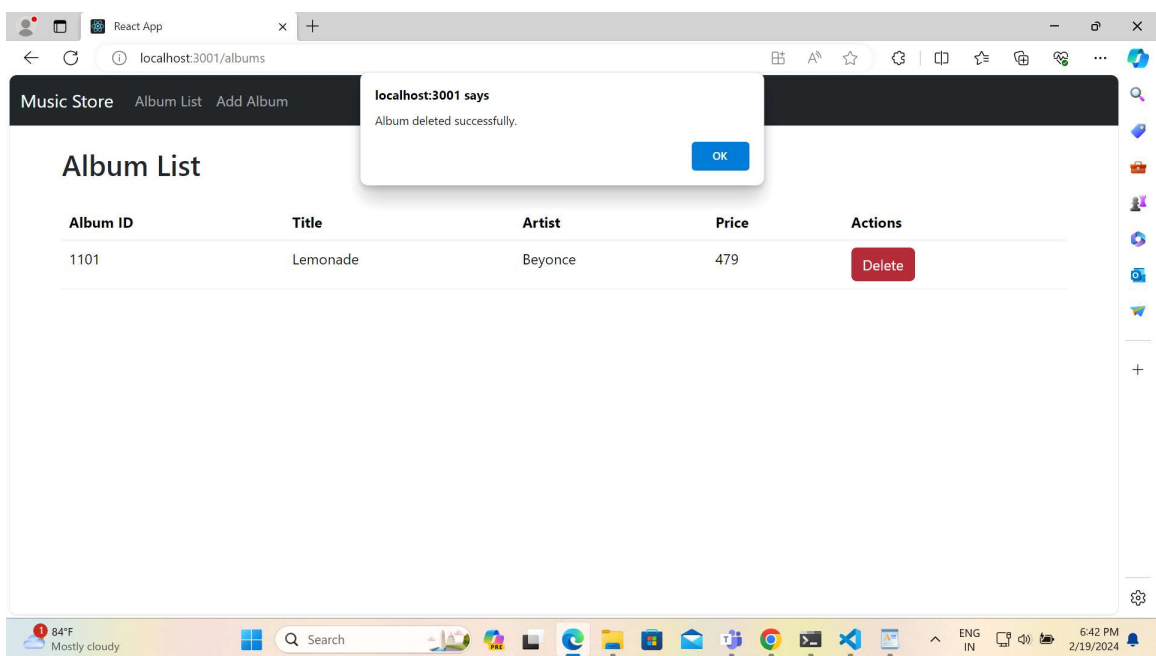 React App
localhost:3001/albums
Music Store Album List Add Album
localhost:3001 says
Album deleted successfully.
OK
Album List
Album ID Title Artist Price Actions
1101 Lemonade Beyonce 479 Delete
1
84°F
Mostly cloudy
Search
PRE
ENG
IN
6:42 PM
2/19/2024